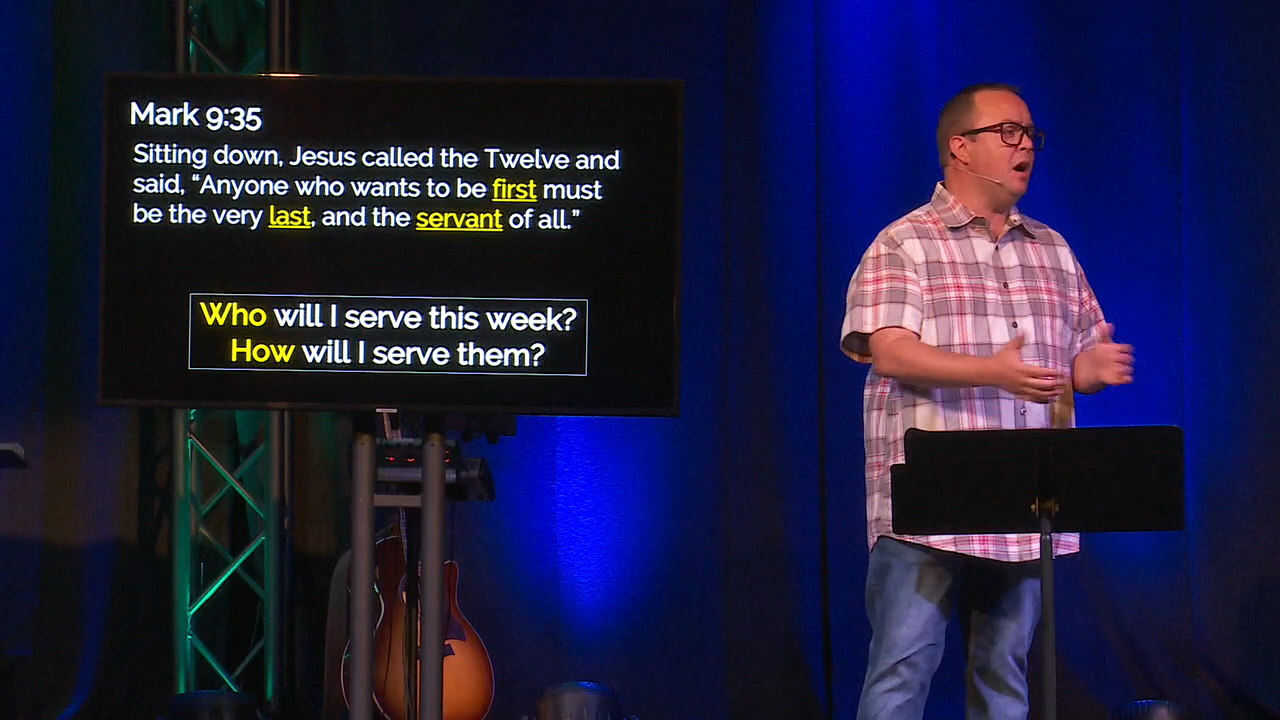 Mark 9:35
Sitting down, Jesus called the Twelve and
said, “Anyone who wants to be first must
be the very last, and the servant of all.”
Who will I serve this week?
How will I serve them?